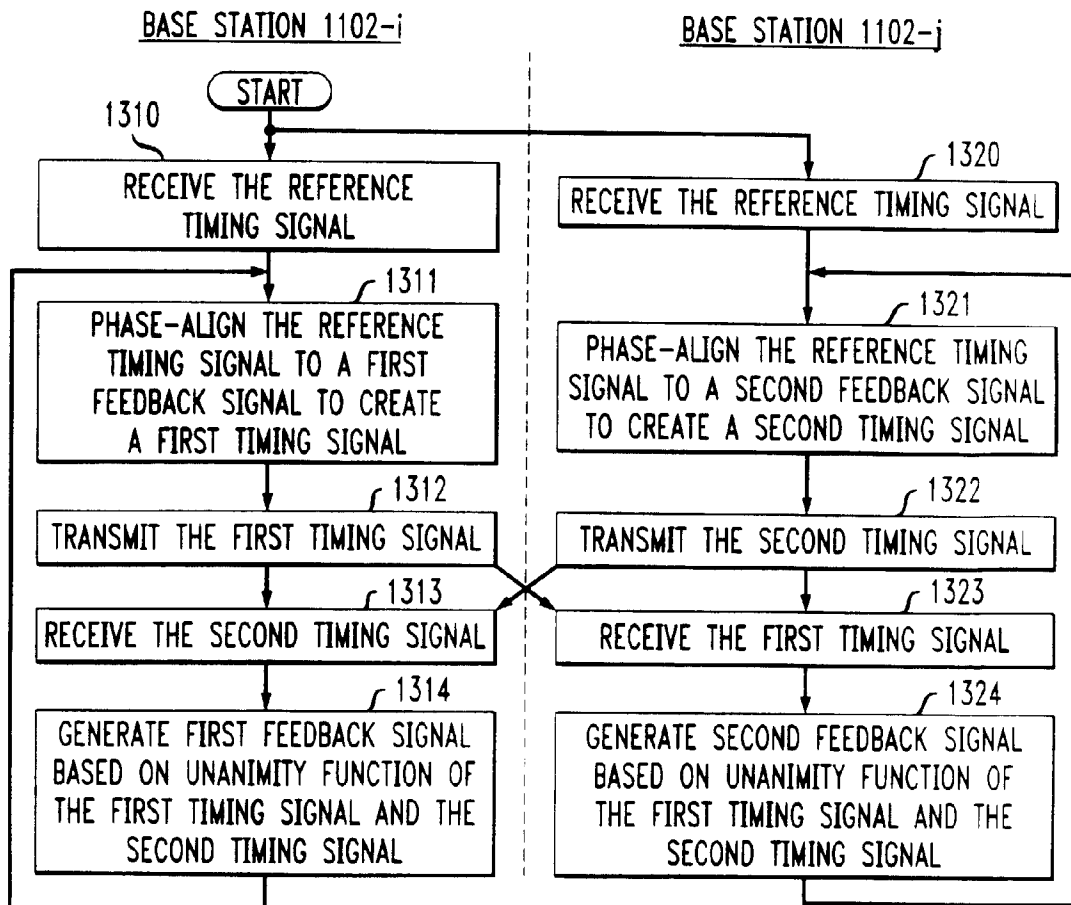 BASE STATION 1102-i
BASE STATION 1102-j
START
1310
RECEIVE THE REFERENCE
TIMING SIGNAL
1320
RECEIVE THE REFERENCE TIMING SIGNAL
1311
PHASE-ALIGN THE REFERENCE
TIMING SIGNAL TO A FIRST
FEEDBACK SIGNAL TO CREATE
A FIRST TIMING SIGNAL
1321
PHASE-ALIGN THE REFERENCE TIMING
SIGNAL TO A SECOND FEEDBACK SIGNAL
TO CREATE A SECOND TIMING SIGNAL
1312
TRANSMIT THE FIRST TIMING SIGNAL
1322
TRANSMIT THE SECOND TIMING SIGNAL
1313
RECEIVE THE SECOND TIMING SIGNAL
1323
RECEIVE THE FIRST TIMING SIGNAL
1314
GENERATE FIRST FEEDBACK SIGNAL
BASED ON UNANIMITY FUNCTION OF
THE FIRST TIMING SIGNAL AND THE
SECOND TIMING SIGNAL
1324
GENERATE SECOND FEEDBACK SIGNAL
BASED ON UNANIMITY FUNCTION OF
THE FIRST TIMING SIGNAL AND THE
SECOND TIMING SIGNAL